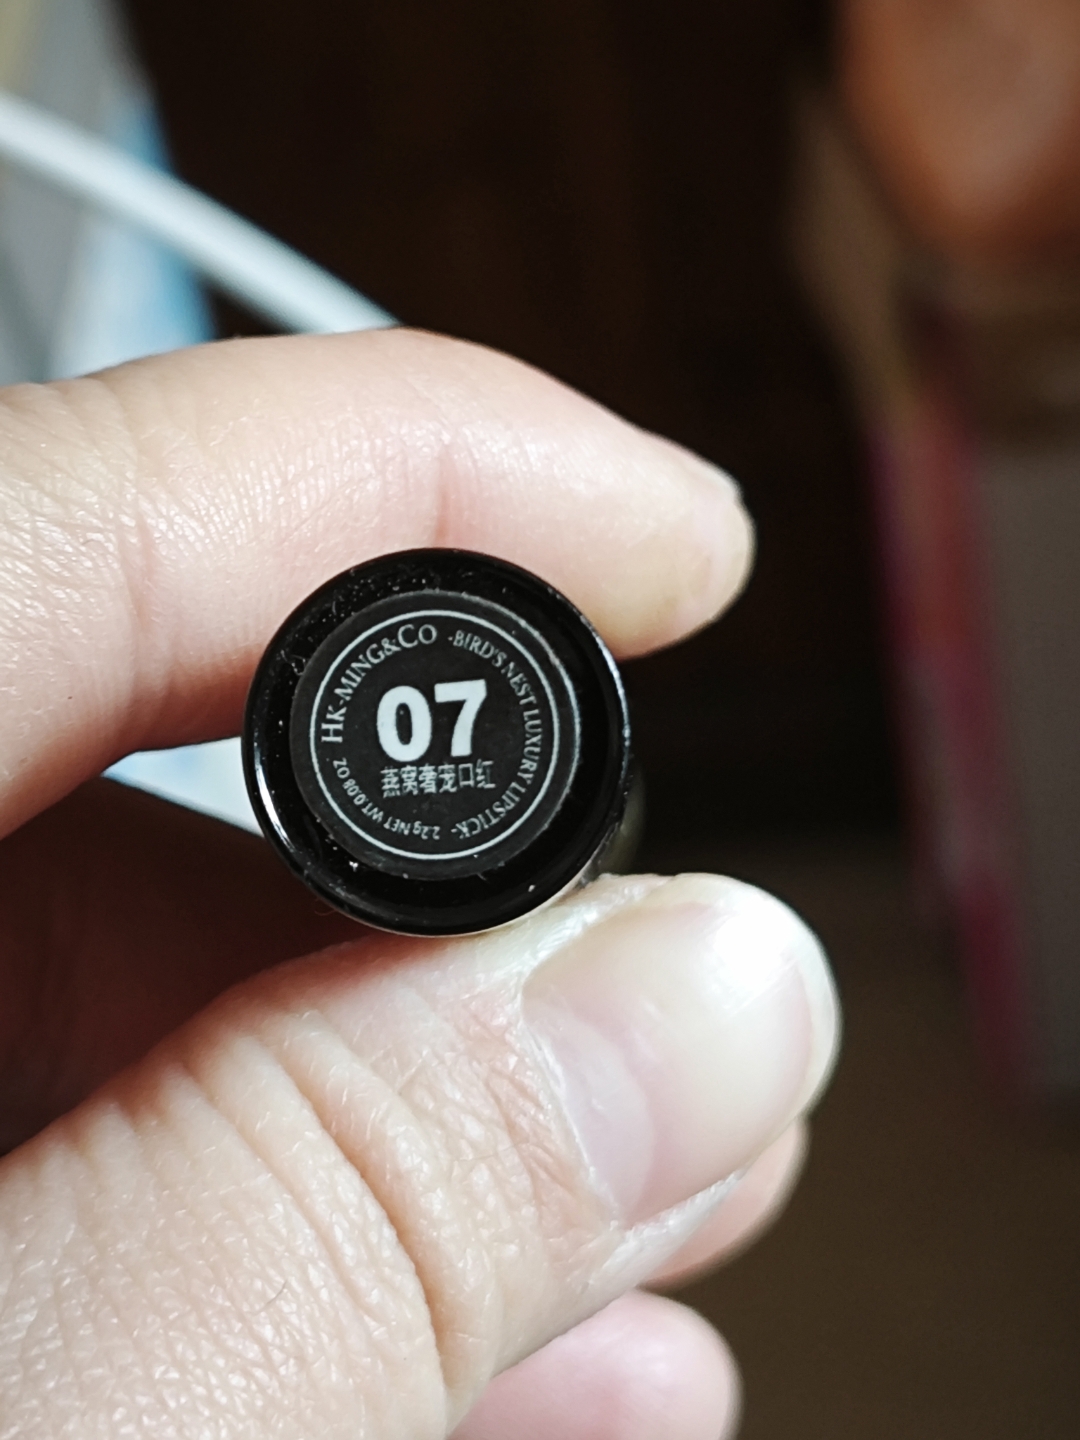 HK-MING&CO
-BIRD'S NEST LUXURY LIPSTICK-
2.2g NET WT.0.08 OZ
07
燕窝奢宠口红